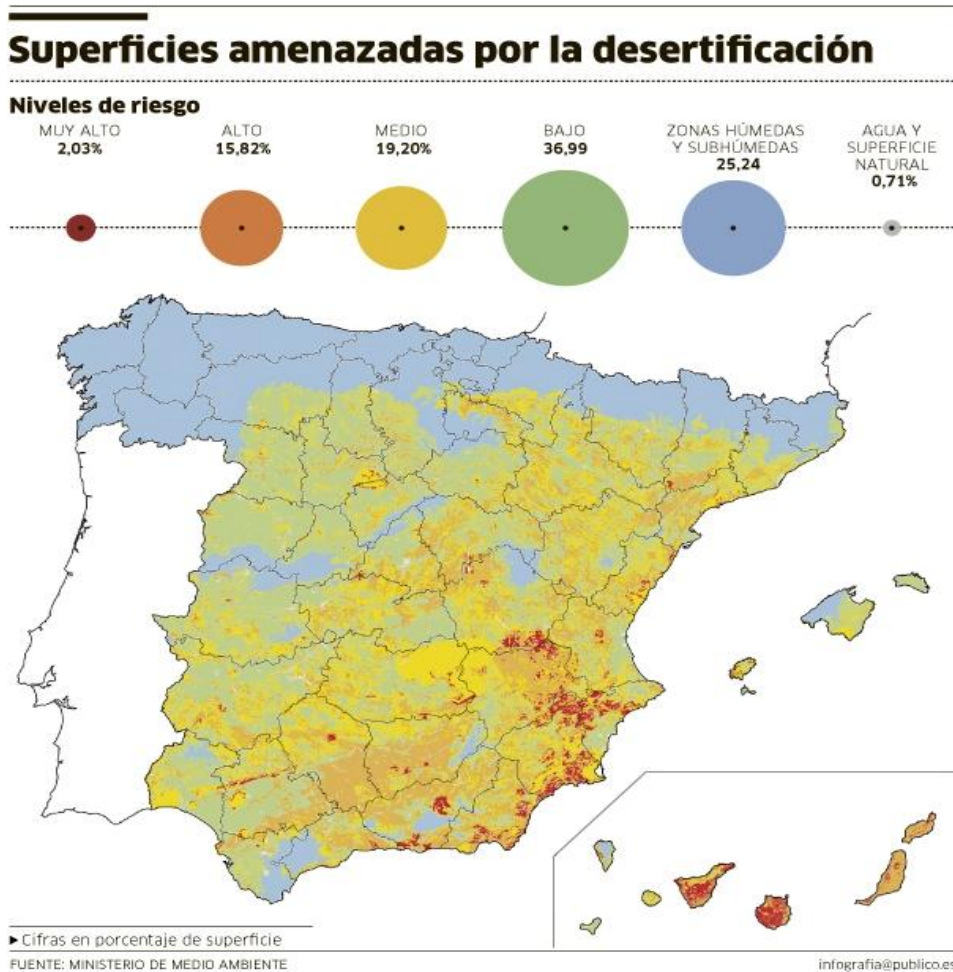 Superficies amenazadas por la desertificación
Niveles de riesgo
MUY ALTO
2,03%
ALTO
15,82%
MEDIO
19,20%
BAJO
36,99
ZONAS HÚMEDAS
Y SUBHÚMEDAS
25,24
AGUA Y
SUPERFICIE
NATURAL
0,71%
▶ Cifras en porcentaje de superficie
FUENTE: MINISTERIO DE MEDIO AMBIENTE
infografia@publico.es